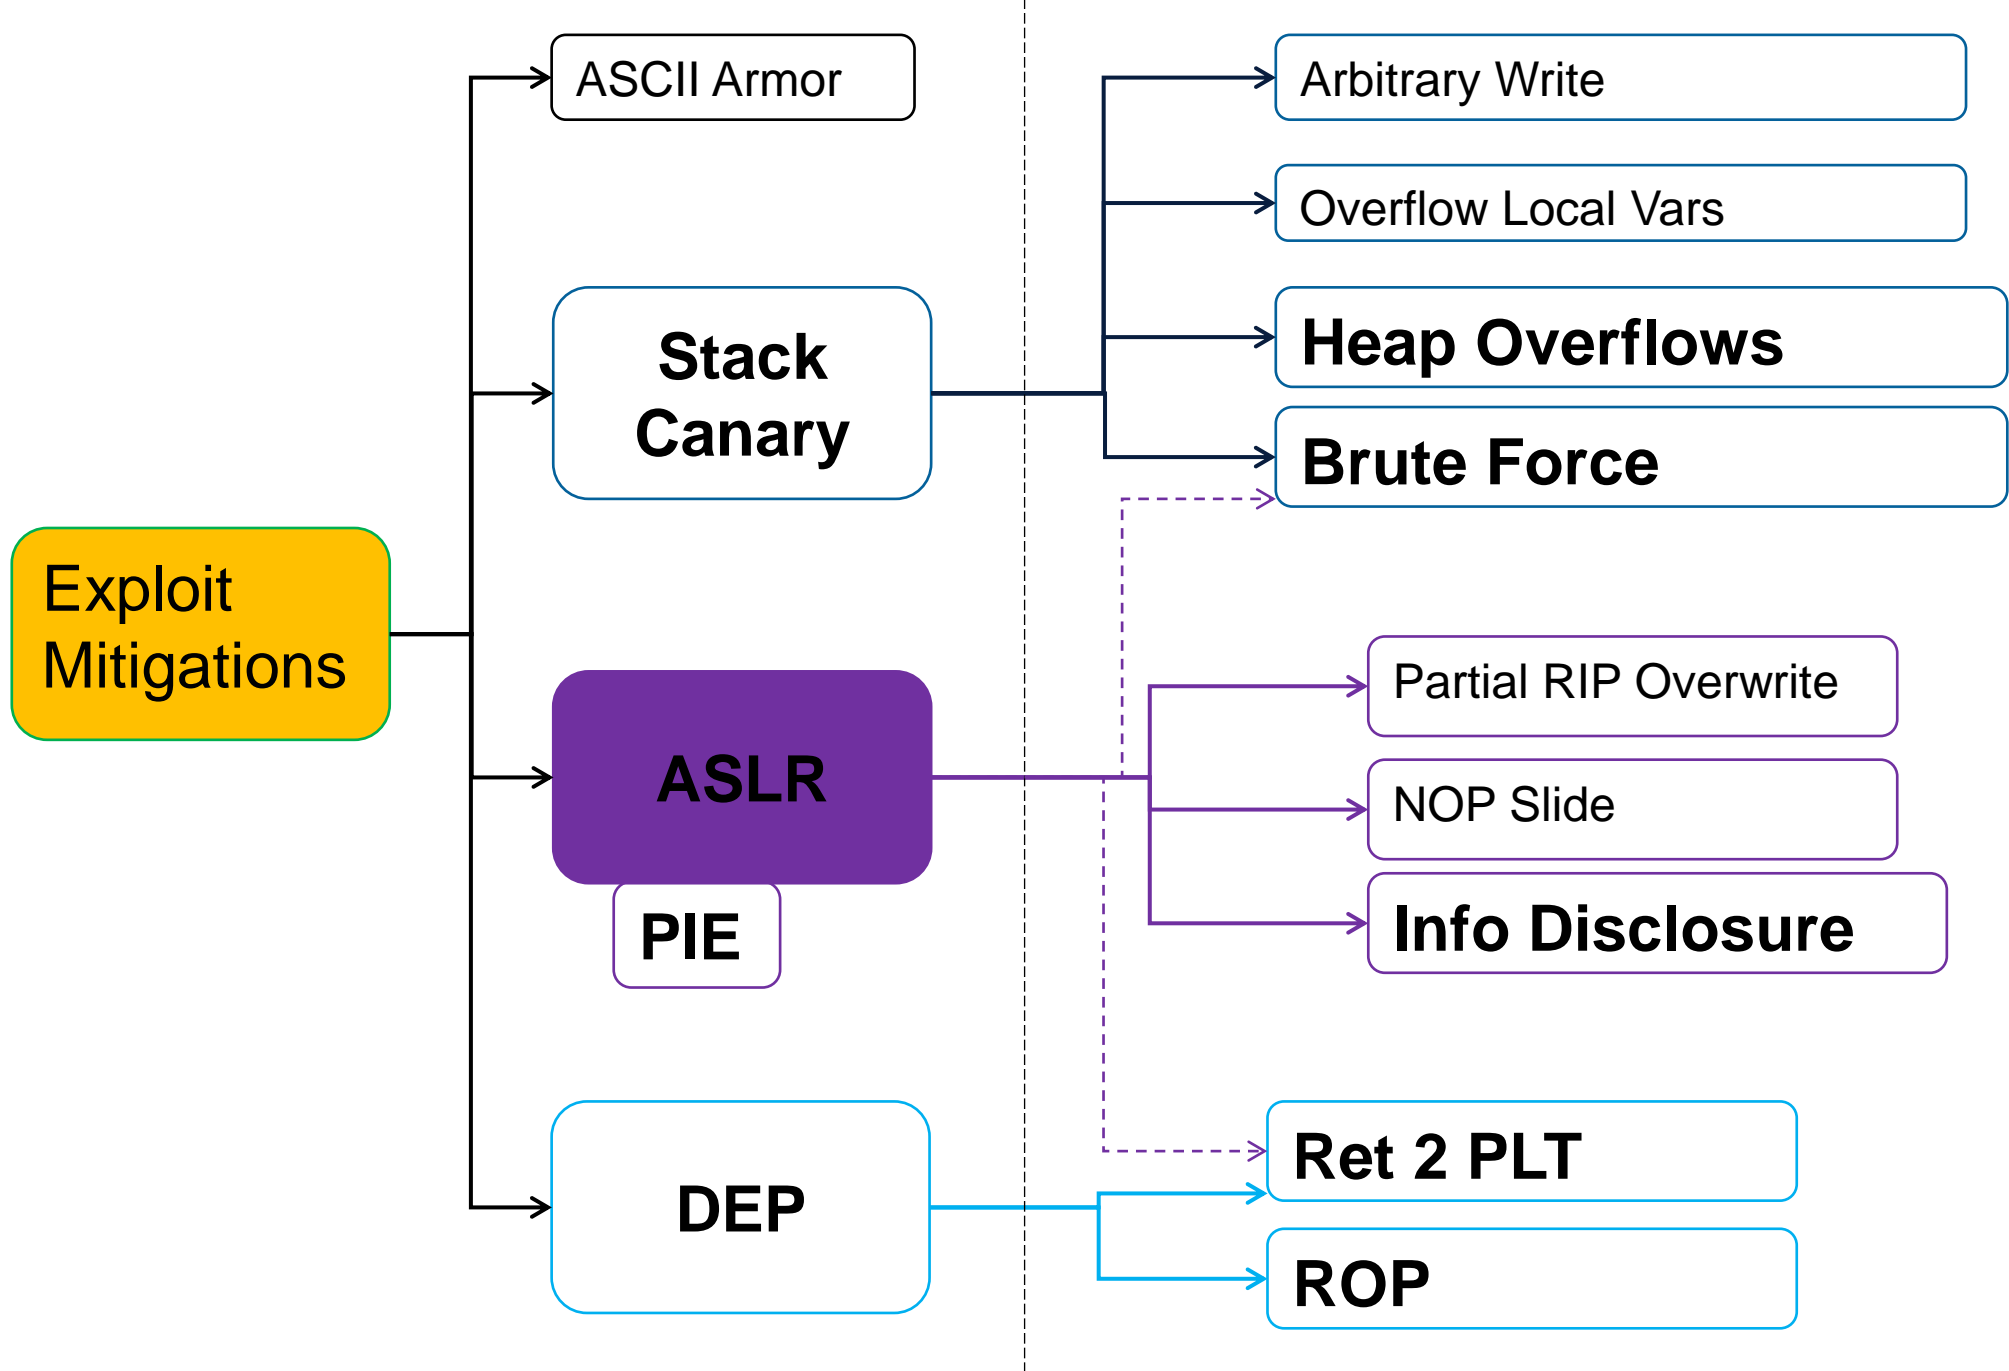 ASCII Armor
Arbitrary Write
Overflow Local Vars
Stack
Canary
Heap Overflows
Brute Force
Exploit
Mitigations
ASLR
PIE
Partial RIP Overwrite
NOP Slide
Info Disclosure
DEP
Ret 2 PLT
ROP